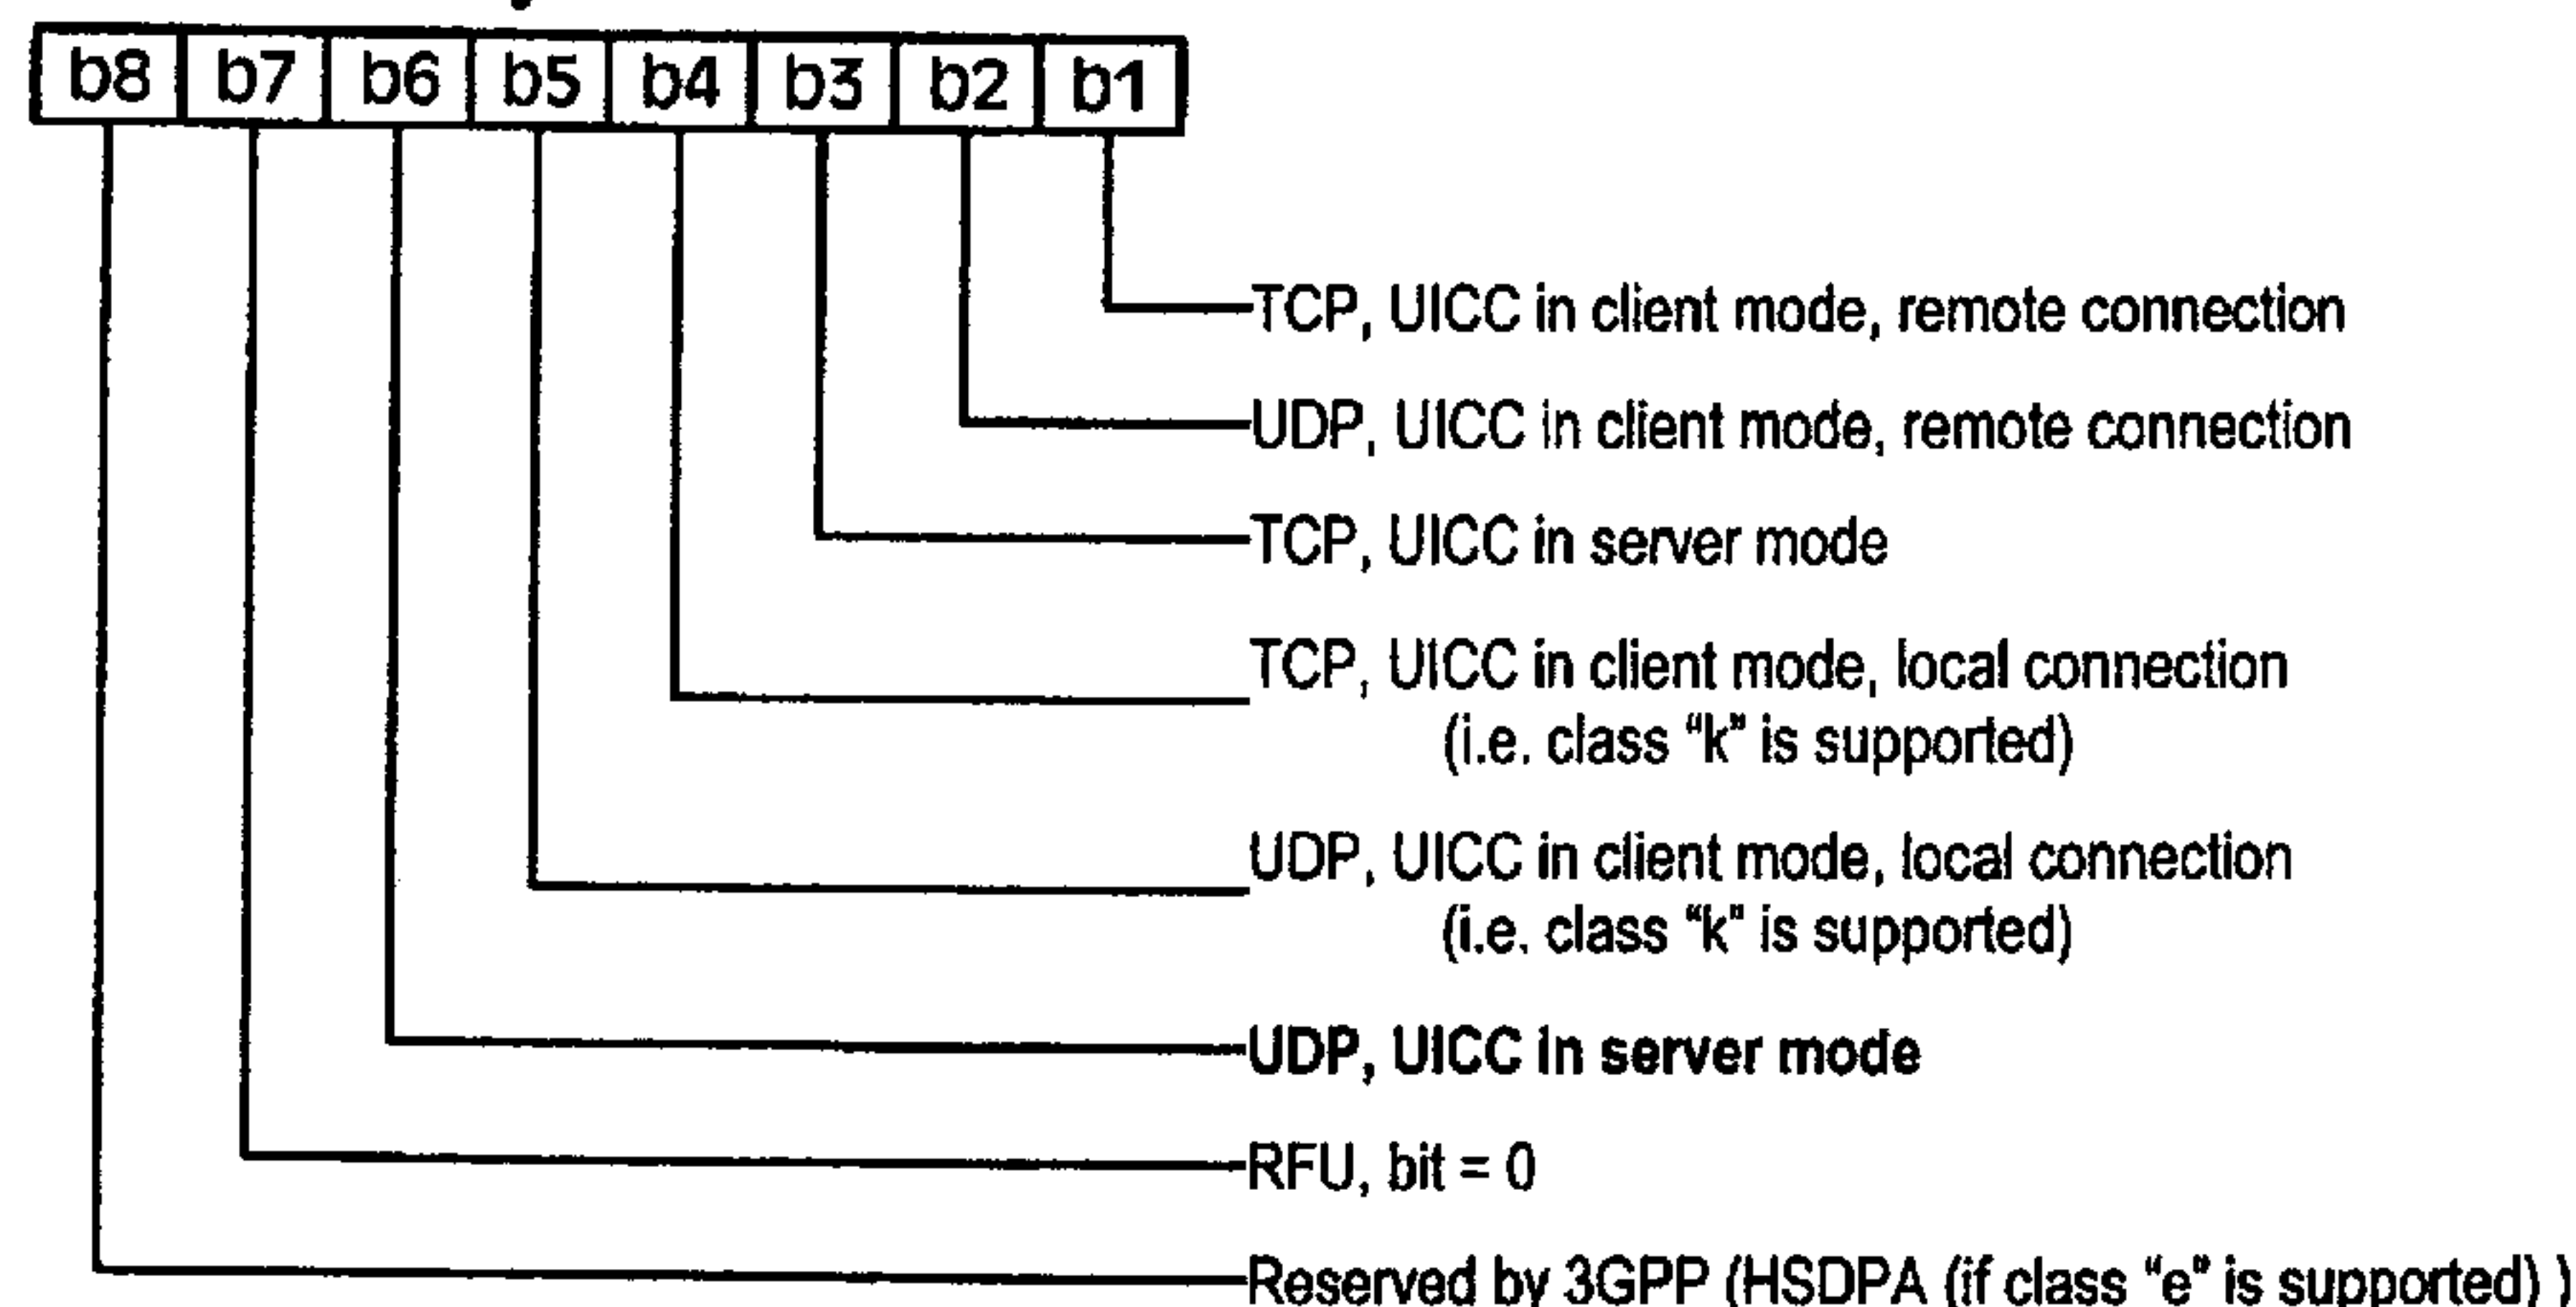 b8 b7 b6 b5 b4 b3 b2 b1
TCP, UICC in client mode, remote connection
UDP, UICC in client mode, remote connection
TCP, UICC in server mode
TCP, UICC in client mode, local connection
(i.e. class “k” is supported)
UDP, UICC in client mode, local connection
(i.e. class “k” is supported)
UDP, UICC in server mode
RFU, bit = 0
Reserved by 3GPP (HSDPA (if class “e” is supported) )